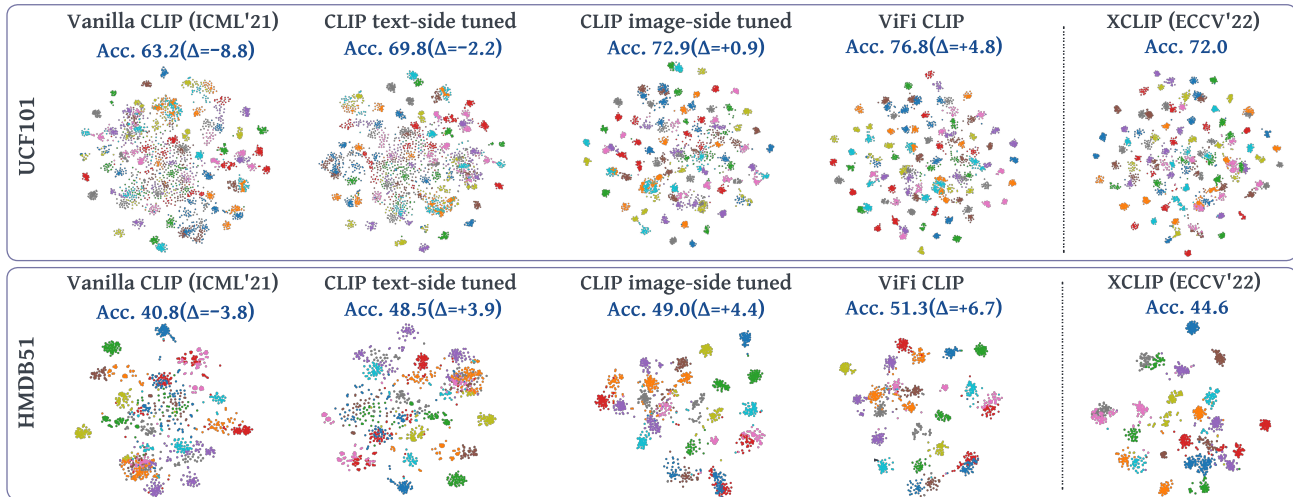 Vanilla CLIP (ICML'21) CLIP text-side tuned CLIP image-side tuned ViFi CLIP XCLIP (ECCV'22)
Acc. 63.2(Δ=−8.8) Acc. 69.8(Δ=−2.2) Acc. 72.9(Δ=+0.9) Acc. 76.8(Δ=+4.8) Acc. 72.0
UCF101
Vanilla CLIP (ICML'21) CLIP text-side tuned CLIP image-side tuned ViFi CLIP XCLIP (ECCV'22)
Acc. 40.8(Δ=−3.8) Acc. 48.5(Δ=+3.9) Acc. 49.0(Δ=+4.4) Acc. 51.3(Δ=+6.7) Acc. 44.6
HMDB51